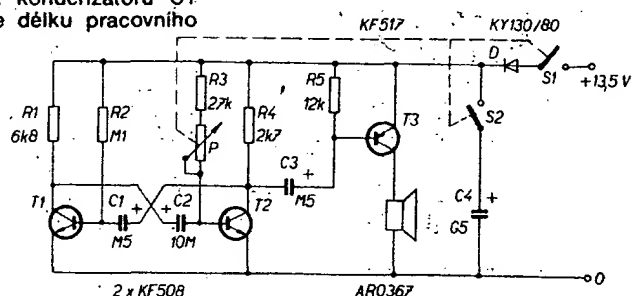 kondenzátoru C1
délku pracovního
KF517
KY130/80
D
S1
+13,5 V
R1
6k8
R2
M1
R3
27k
P
R4
2k7
R5
12k
T3
S2
C3
+
M5
C4
+
G5
T1
C1
+
M5
C2
+
10M
T2
0
2 x KF508
AR0367